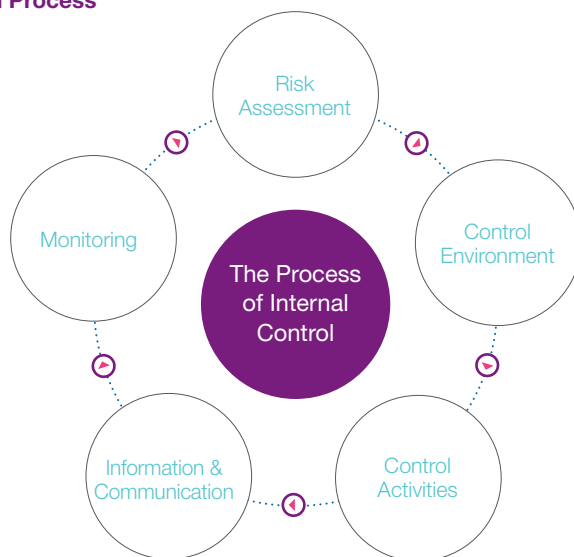 Process
Risk
Assessment
Control
Environment
Control
Activities
Information &
Communication
Monitoring
The Process
of Internal
Control